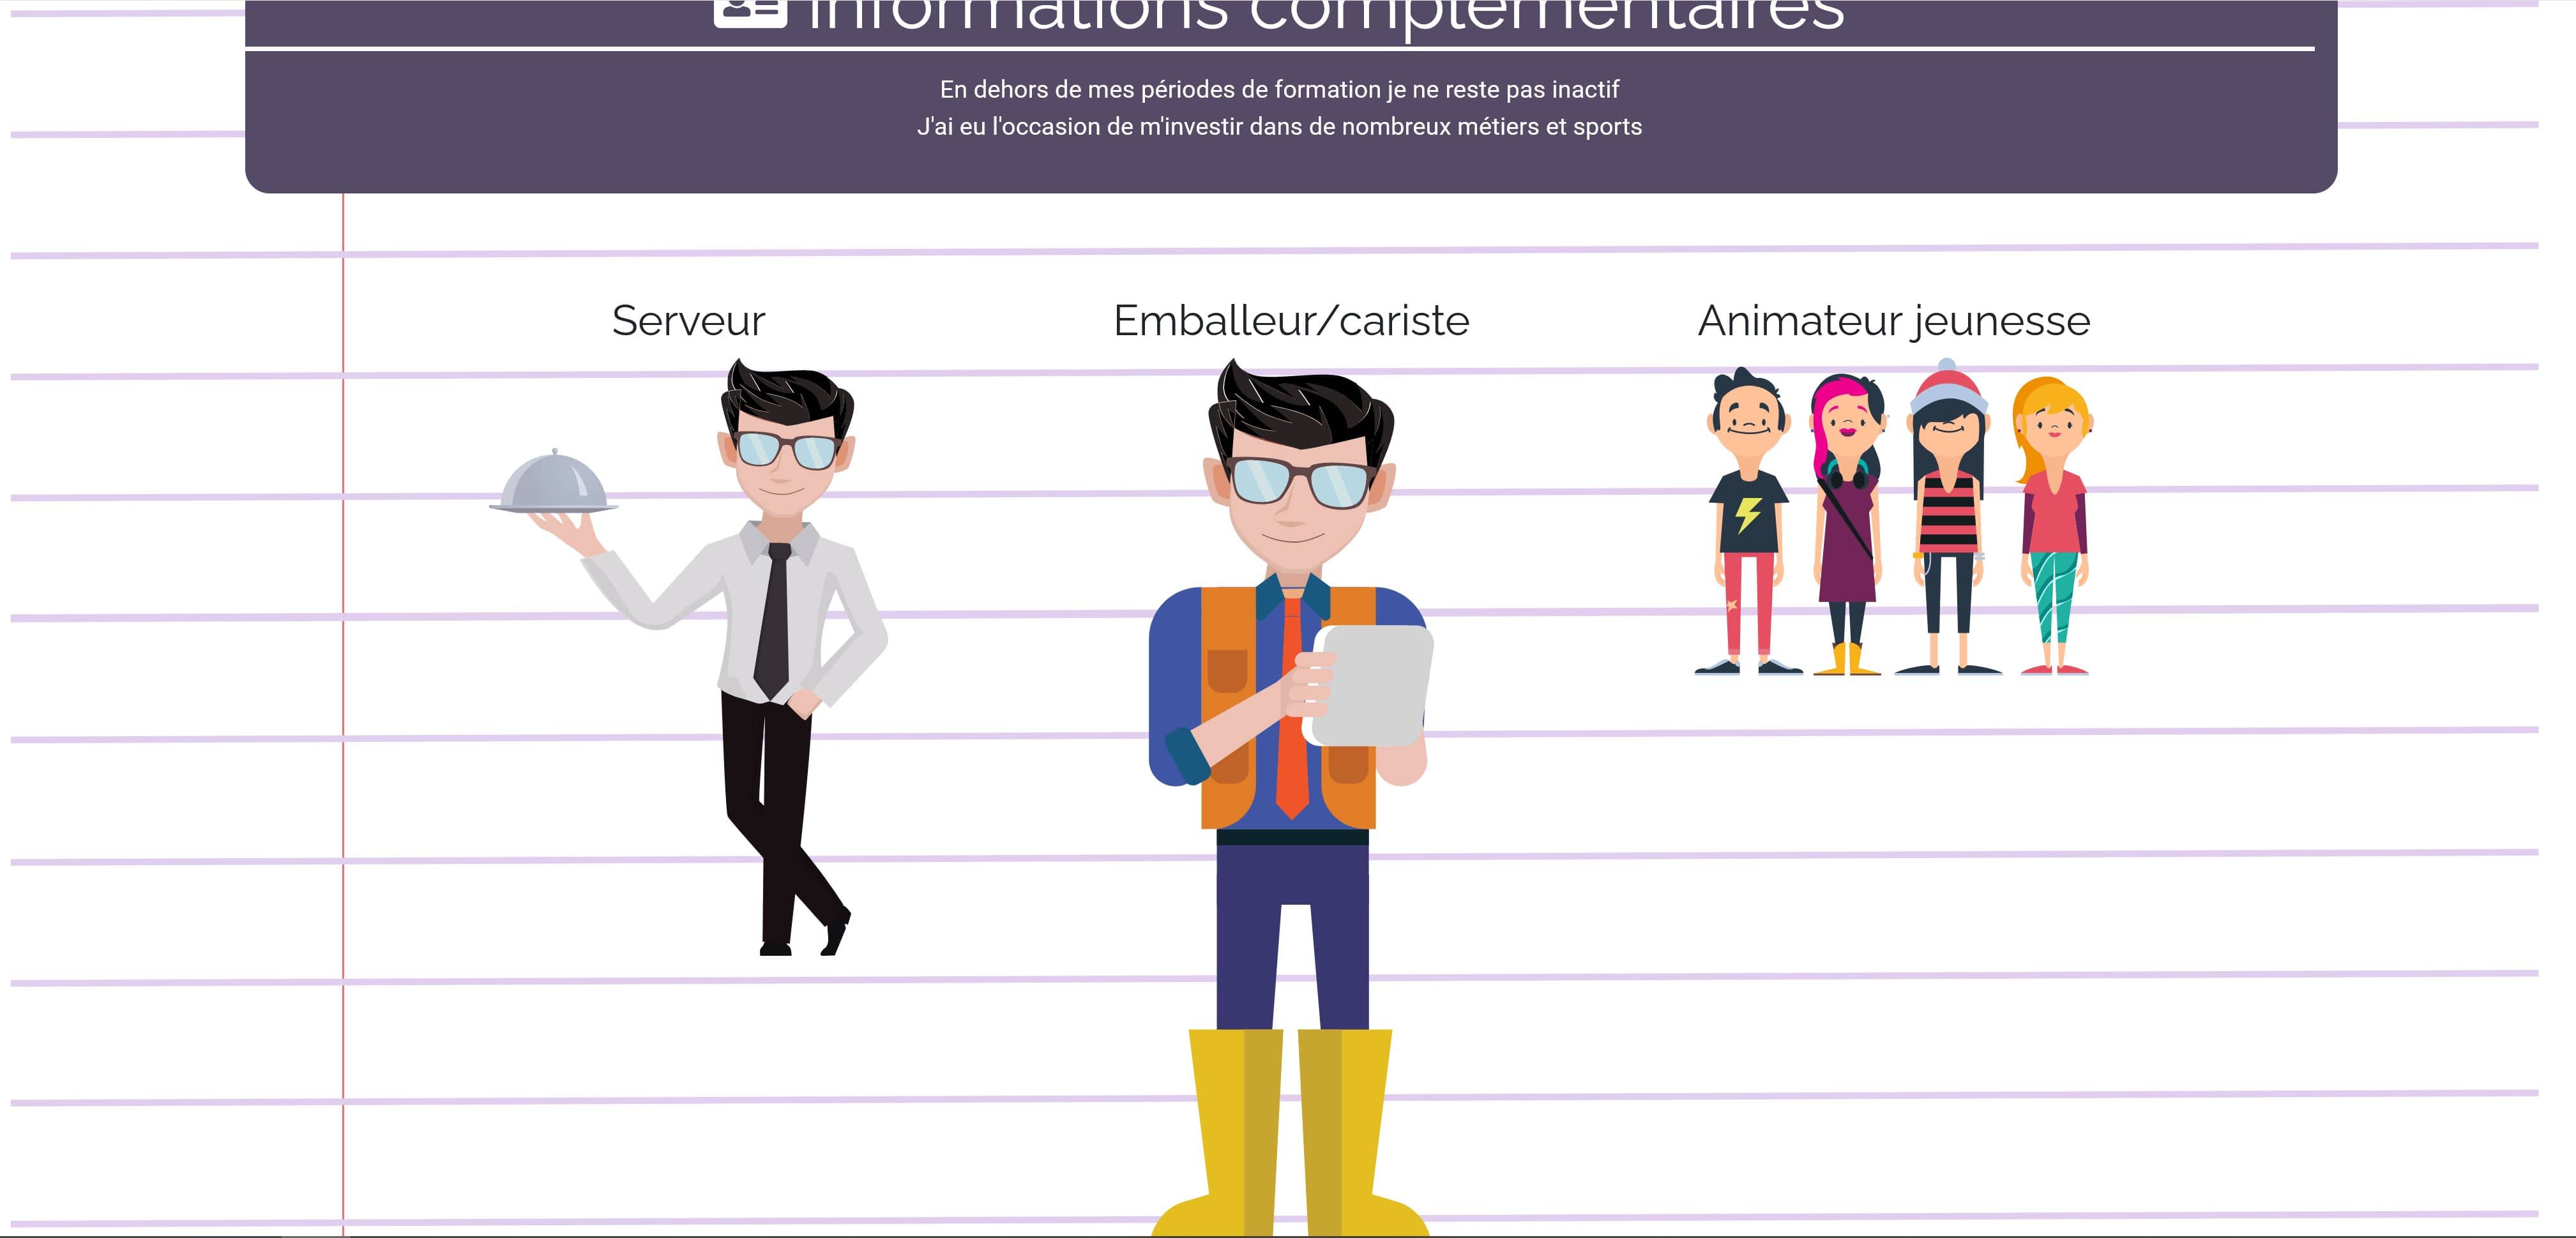 Informations complémentaires
En dehors de mes périodes de formation je ne reste pas inactif
J'ai eu l'occasion de m'investir dans de nombreux métiers et sports
Serveur
Emballeur/cariste
Animateur jeunesse